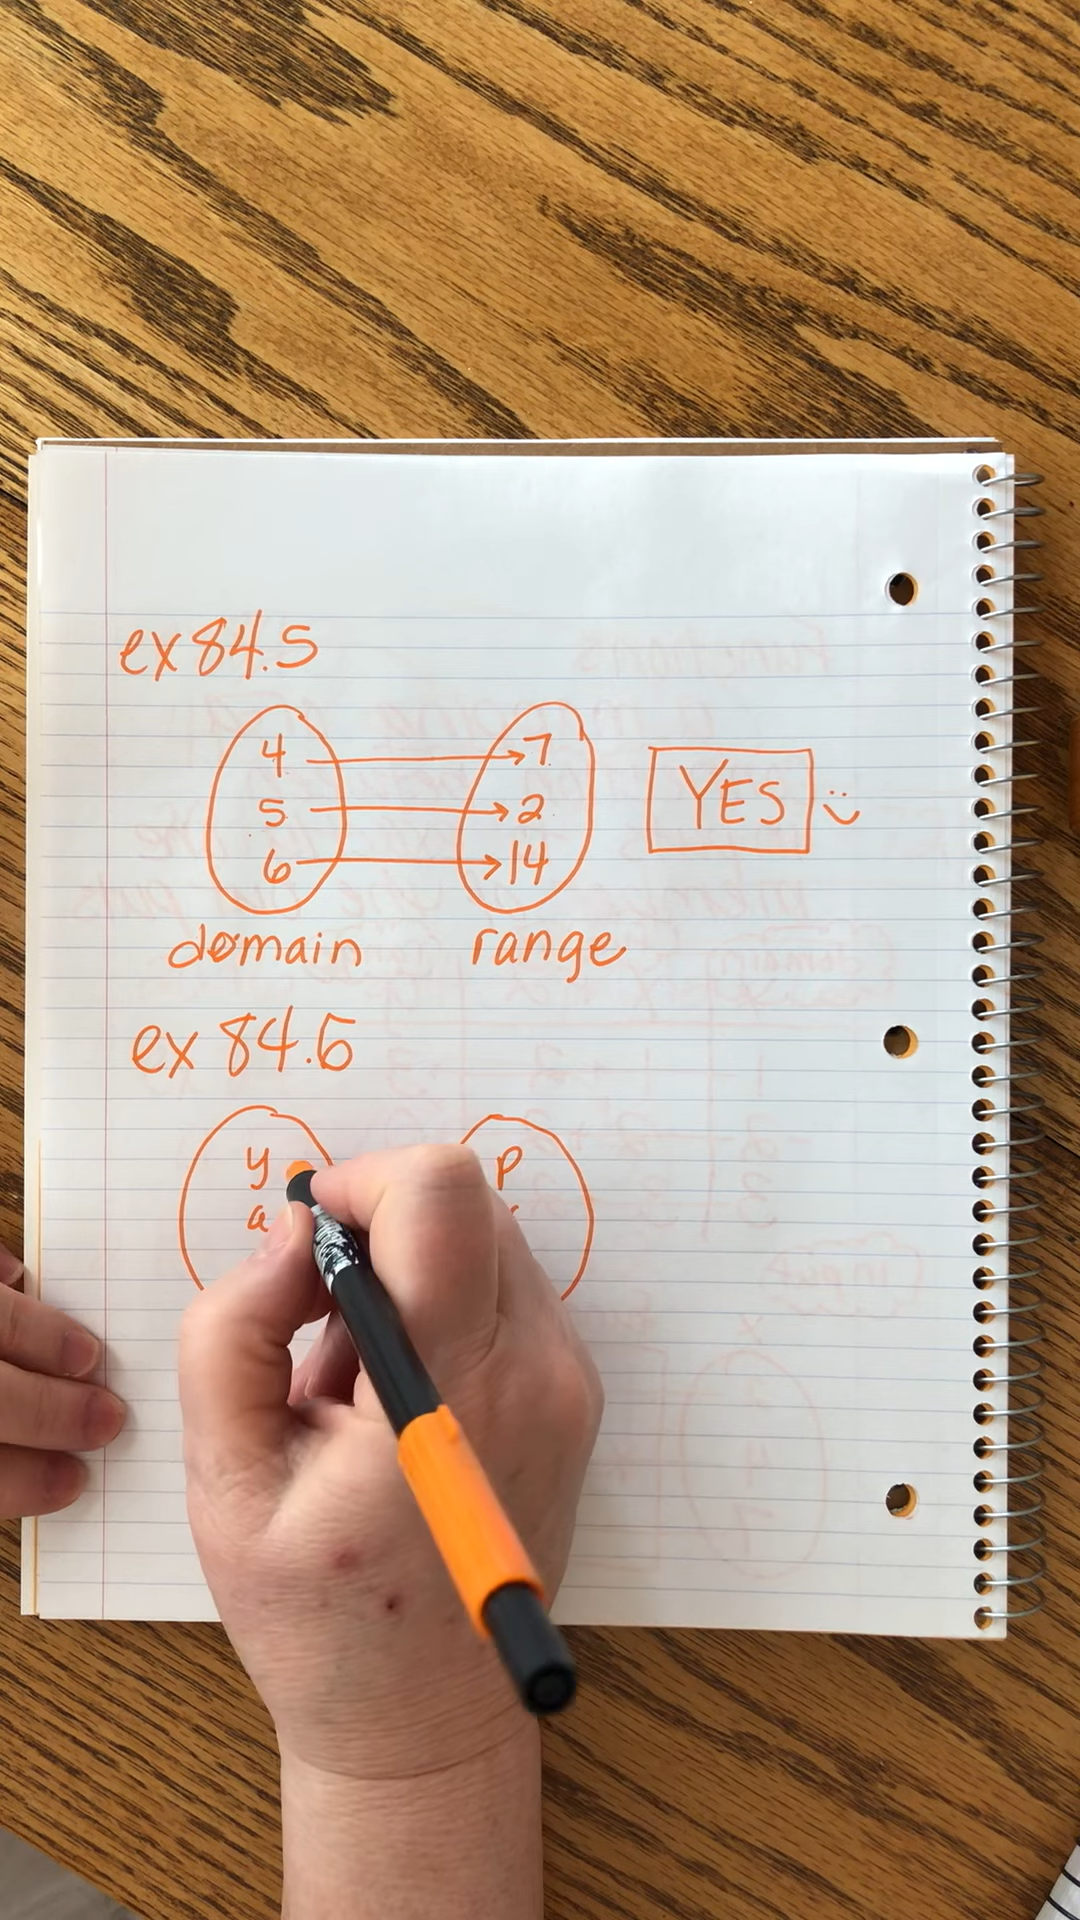 ex 84.5
4 → 7
5 → 2
6 → 14
YES
domain range
ex 84.6
y p
a